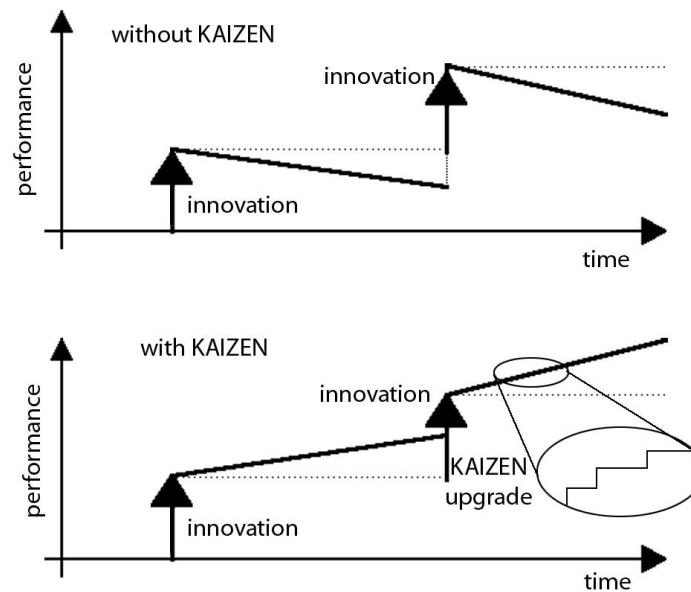 without KAIZEN
innovation
performance
innovation
time
with KAIZEN
innovation
performance
KAIZEN
upgrade
innovation
time